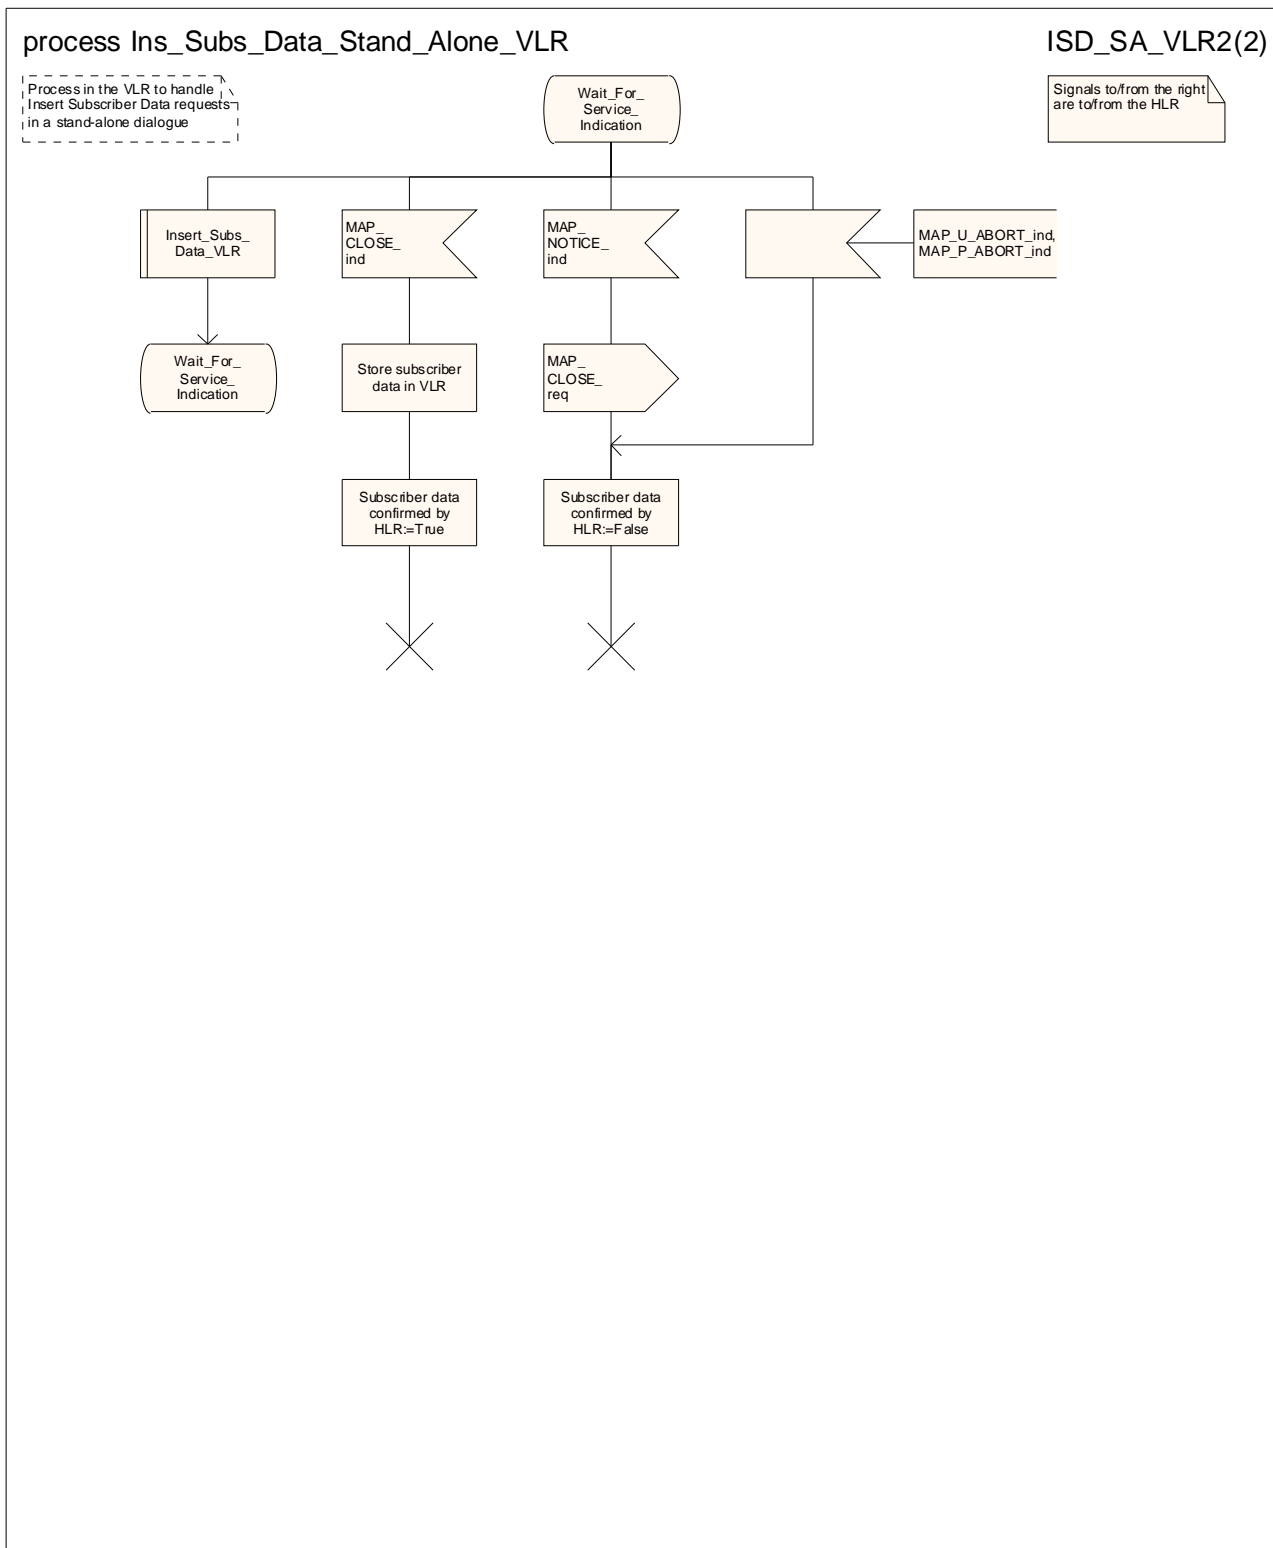 process Ins_Subs_Data_Stand_Alone_VLR
ISD_SA_VLR2(2)
Process in the VLR to handle
Insert Subscriber Data requests
in a stand-alone dialogue
Wait_For_
Service_
Indication
Signals to/from the right
are to/from the HLR
Insert_Subs_
Data_VLR
MAP_
CLOSE_
ind
MAP_
NOTICE_
ind
MAP_U_ABORT_ind,
MAP_P_ABORT_ind
Wait_For_
Service_
Indication
Store subscriber
data in VLR
MAP_
CLOSE_
req
Subscriber data
confirmed by
HLR:=True
Subscriber data
confirmed by
HLR:=False